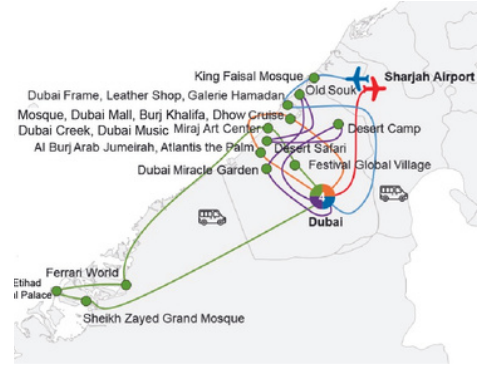 King Faisal Mosque
Sharjah Airport
Old Souk
Dubai Frame, Leather Shop, Galerie Hamadan
Mosque, Dubai Mall, Burj Khalifa, Dhow Cruise
Dubai Creek, Dubai Music
Miraj Art Center
Desert Camp
Al Burj Arab Jumeirah, Atlantis the Palm
Desert Safari
Dubai Miracle Garden
Festival Global Village
Dubai
Ferrari World
Etihad
Palace
Sheikh Zayed Grand Mosque